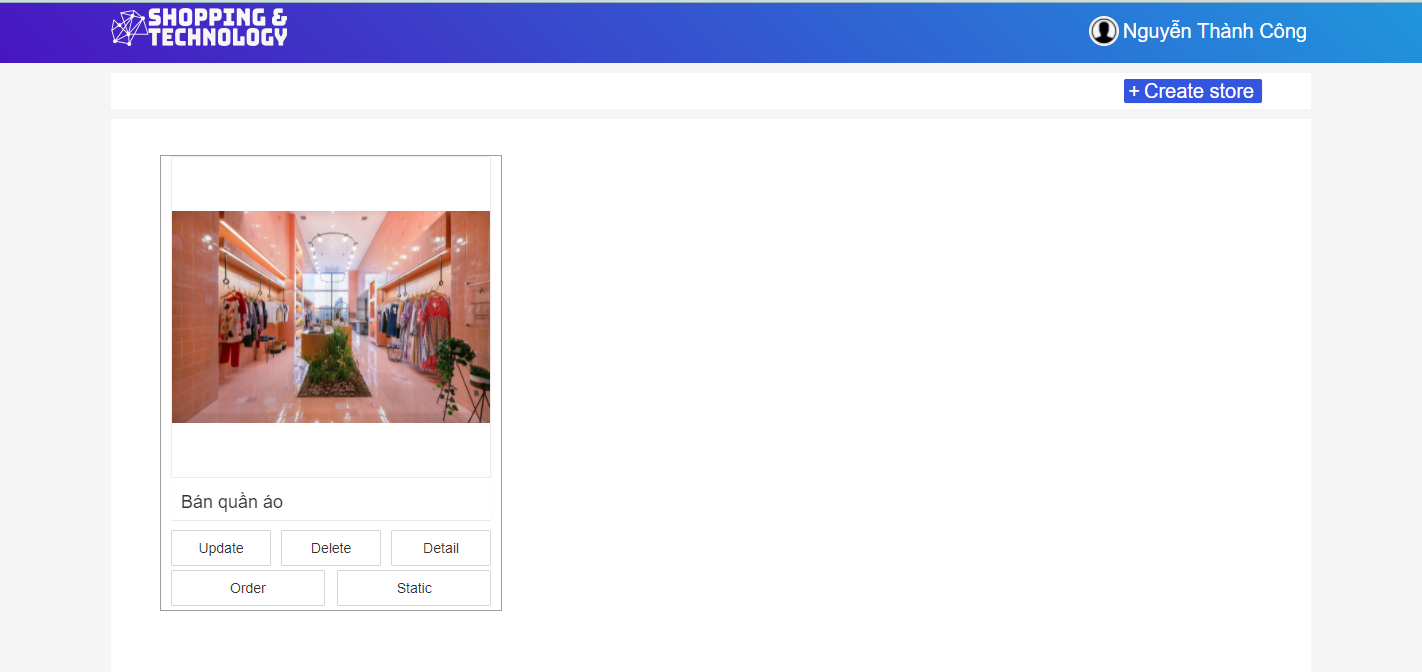 SHOPPING &
TECHNOLOGY
Nguyễn Thành Công
+ Create store
Bán quần áo
Update Delete Detail
Order Static